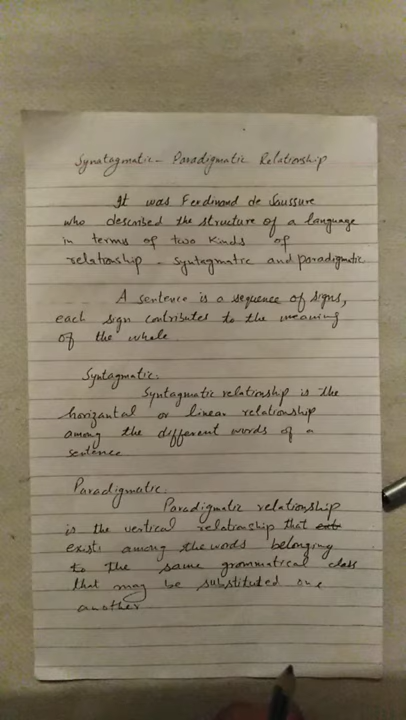 Synatagmatic - Paradigmatic Relationship
It was Ferdinand de Saussure
who described the structure of a language
in terms of two kinds of
relationship - syntagmatic and paradigmatic
A sentence is a sequence of signs,
each sign contributes to the meaning
of the whole.
Syntagmatic:
Syntagmatic relationship is the
horizantal or linear relationship
among the different words of a
sentence
Paradigmatic:
Paradigmatic relationship
is the vertical relationship that
exists among the words belonging
to the same grammatical class
that may be substituted one
another